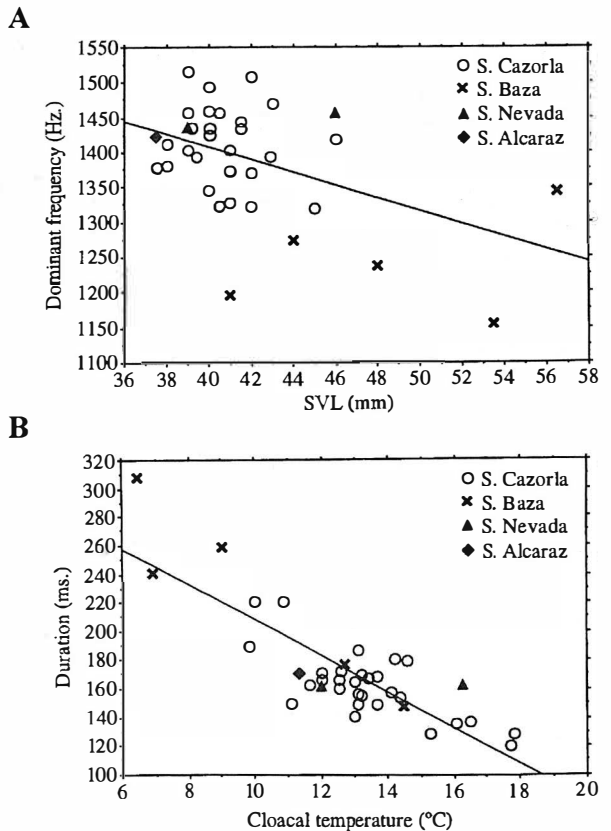 A
1550
1500
1450
1400
1350
1300
1250
1200
1150
1100
Dominant frequency (Hz.)
S. Cazorla
S. Baza
S. Nevada
S. Alcaraz
36 38 40 42 44 46 48 50 52 54 56 58
SVL (mm)
B
320
300
280
260
240
220
200
180
160
140
120
100
Duration (ms.)
S. Cazorla
S. Baza
S. Nevada
S. Alcaraz
6 8 10 12 14 16 18 20
Cloacal temperature (ºC)